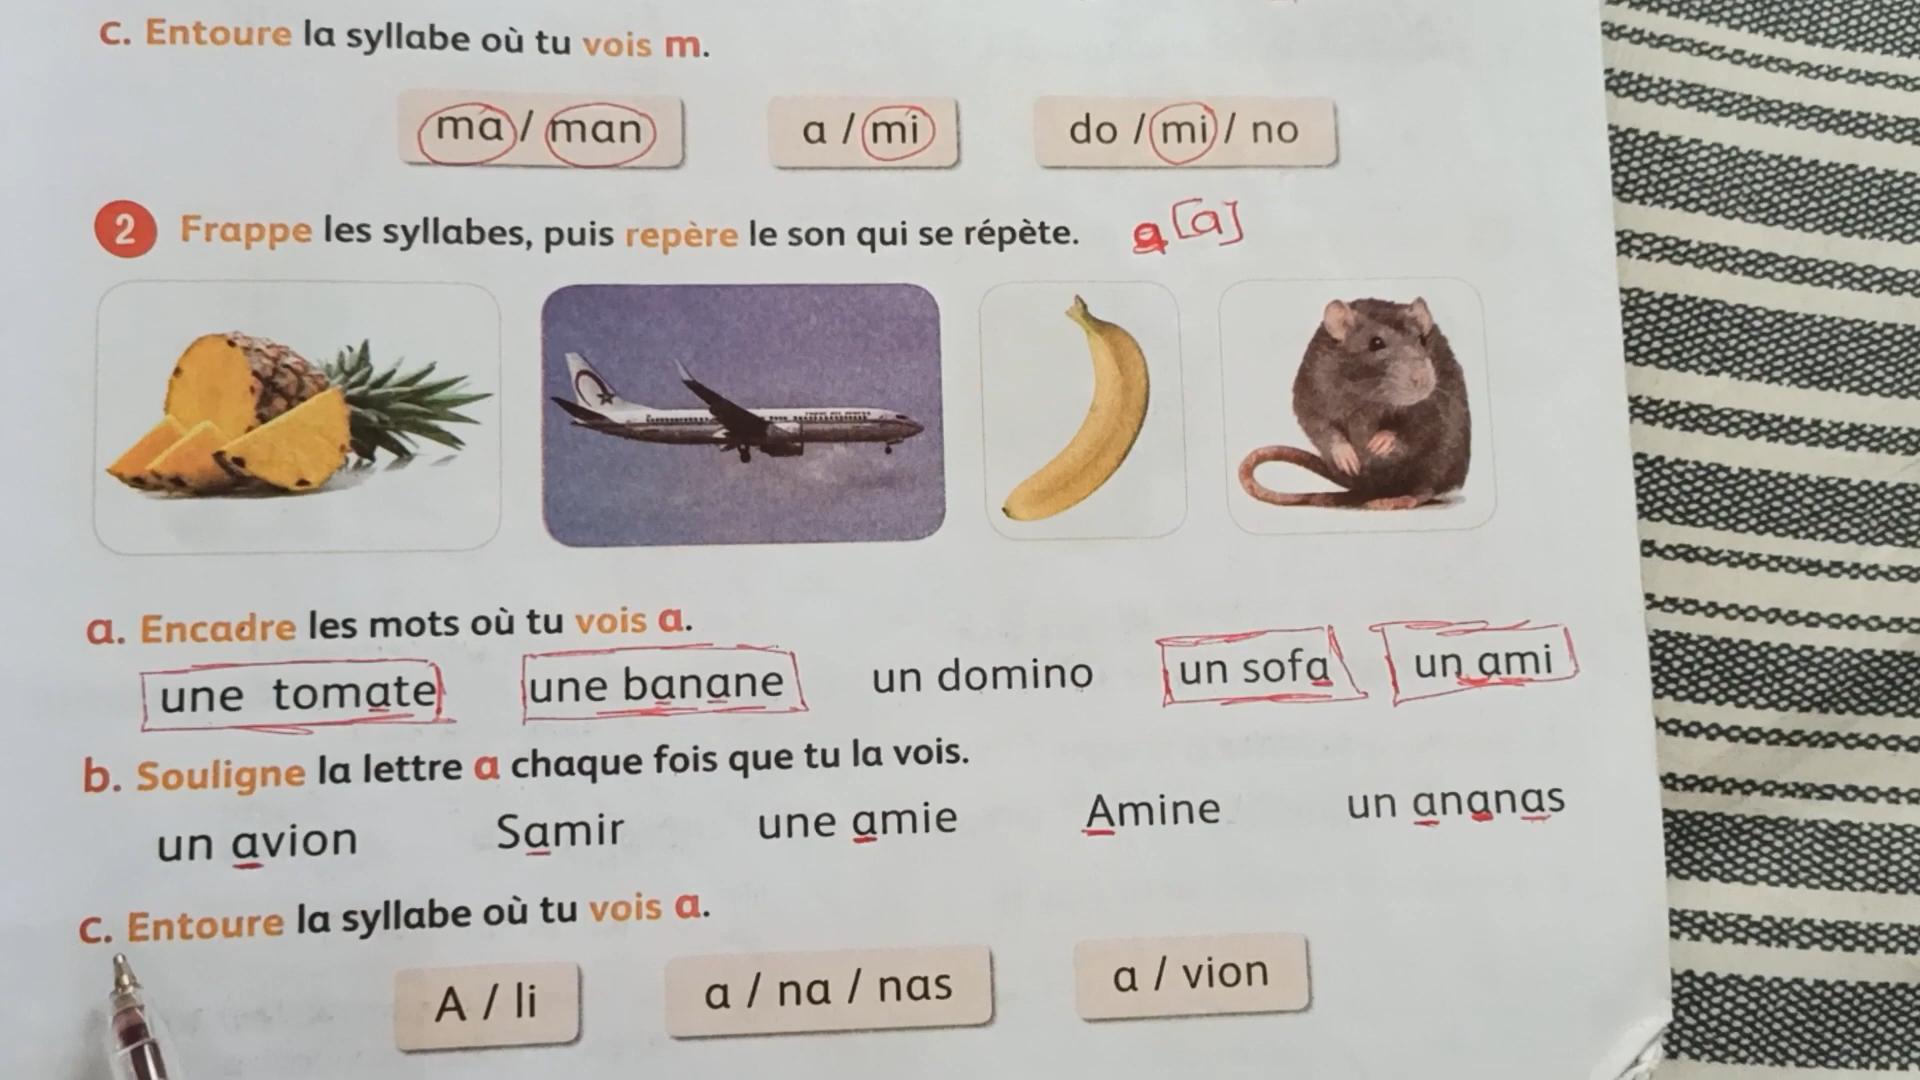 c. Entoure la syllabe où tu vois m.
ma / man
a / mi
do / mi / no
2 Frappe les syllabes, puis repère le son qui se répète. a [a]
a. Encadre les mots où tu vois a.
une tomate une banane un domino un sofa un ami
b. Souligne la lettre a chaque fois que tu la vois.
un avion Samir une amie Amine un ananas
c. Entoure la syllabe où tu vois a.
A / li
a / na / nas
a / vion